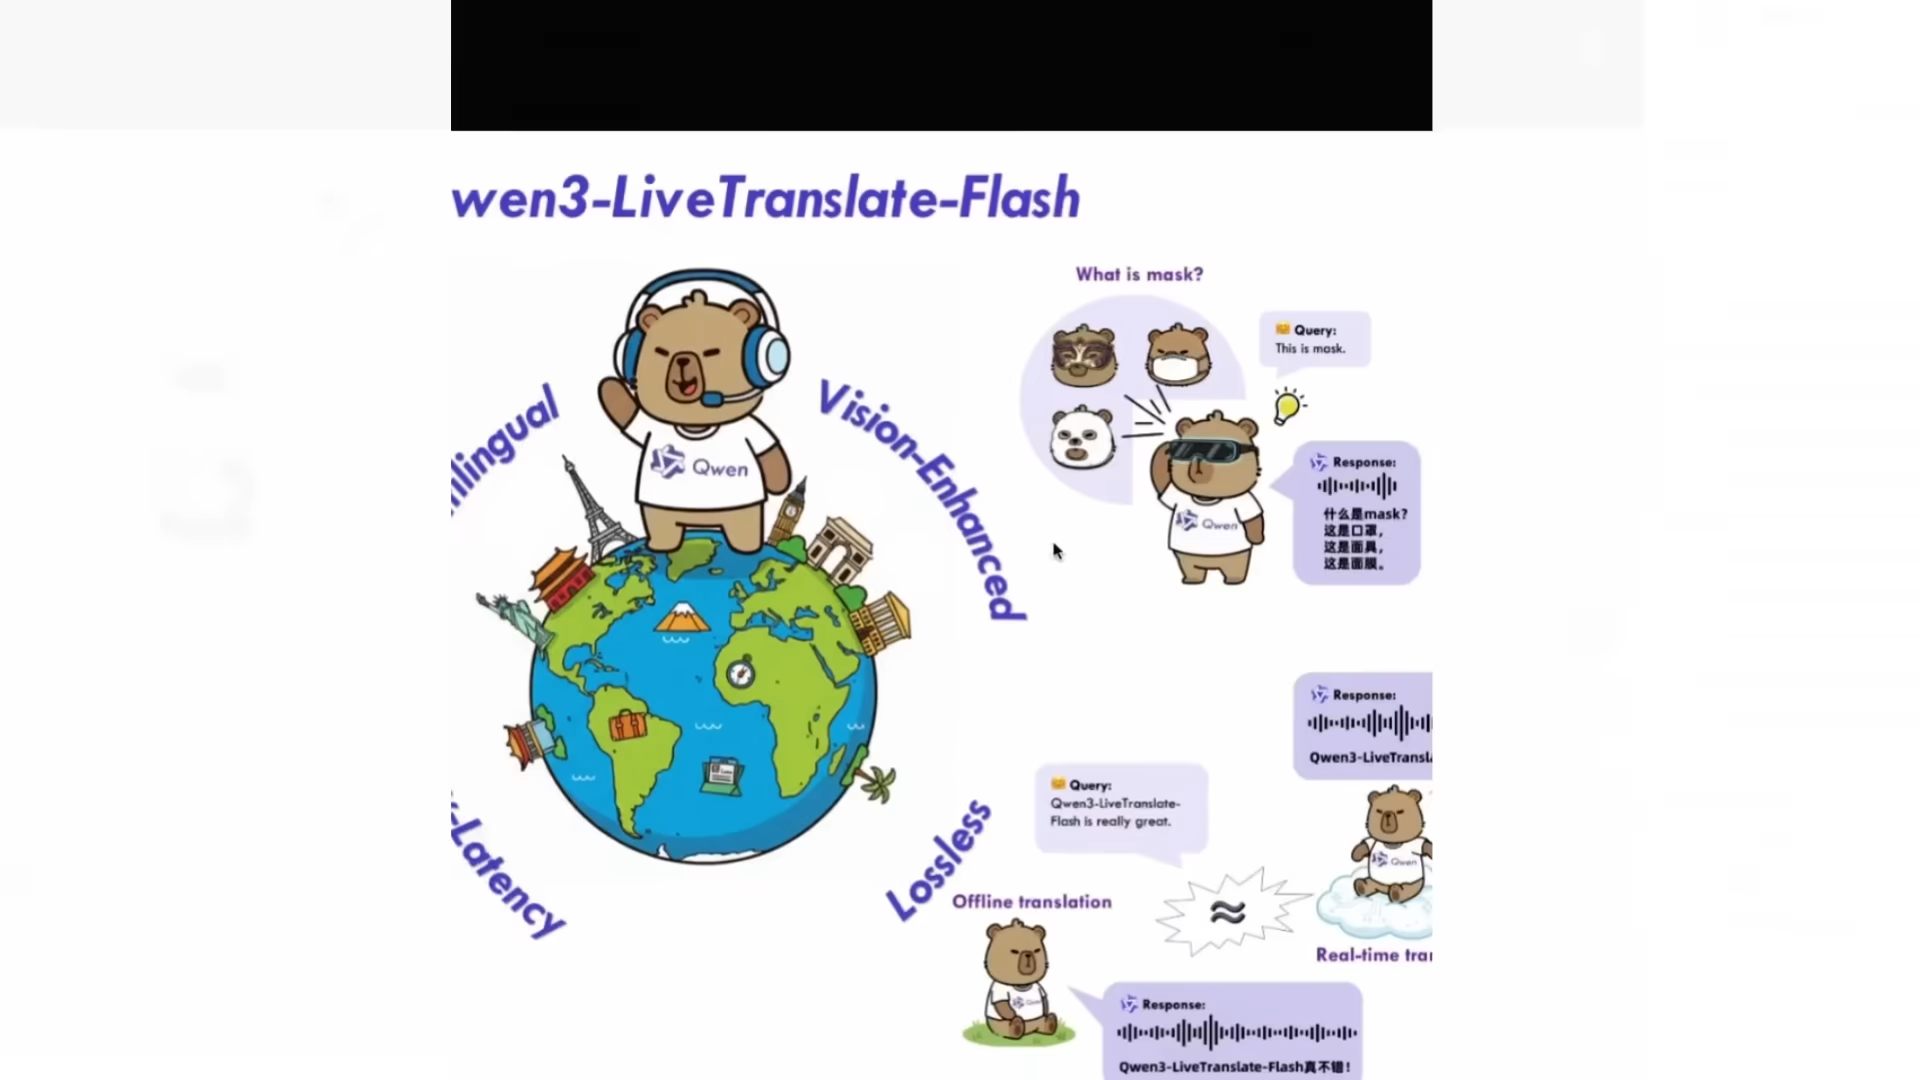 wen3-LiveTranslate-Flash
What is mask?
Query:
This is mask.
lingual
Vision-Enhanced
Qwen
Response:
什么是mask?
这是口罩,
这是面具,
这是面膜。
Qwen
Response:
Qwen3-LiveTransl
Query:
Qwen3-LiveTranslate-
Flash is really great.
-Latency
Lossless
≈
Qwen
Offline translation
Real-time tra
Qwen
Response:
Qwen3-LiveTranslate-Flash真不错!